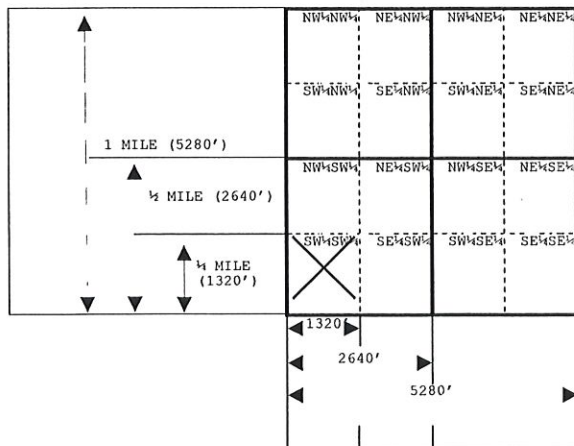 NW¼NW¼ NE¼NW¼ NW¼NE¼ NE¼NE¼
SW¼NW¼ SE¼NW¼ SW¼NE¼ SE¼NE¼
1 MILE (5280')
NW¼SW¼ NE¼SW¼ NW¼SE¼ NE¼SE¼
½ MILE (2640')
SW¼SW¼ SE¼SW¼ SW¼SE¼ SE¼SE¼
¼ MILE
(1320')
1320'
2640'
5280'